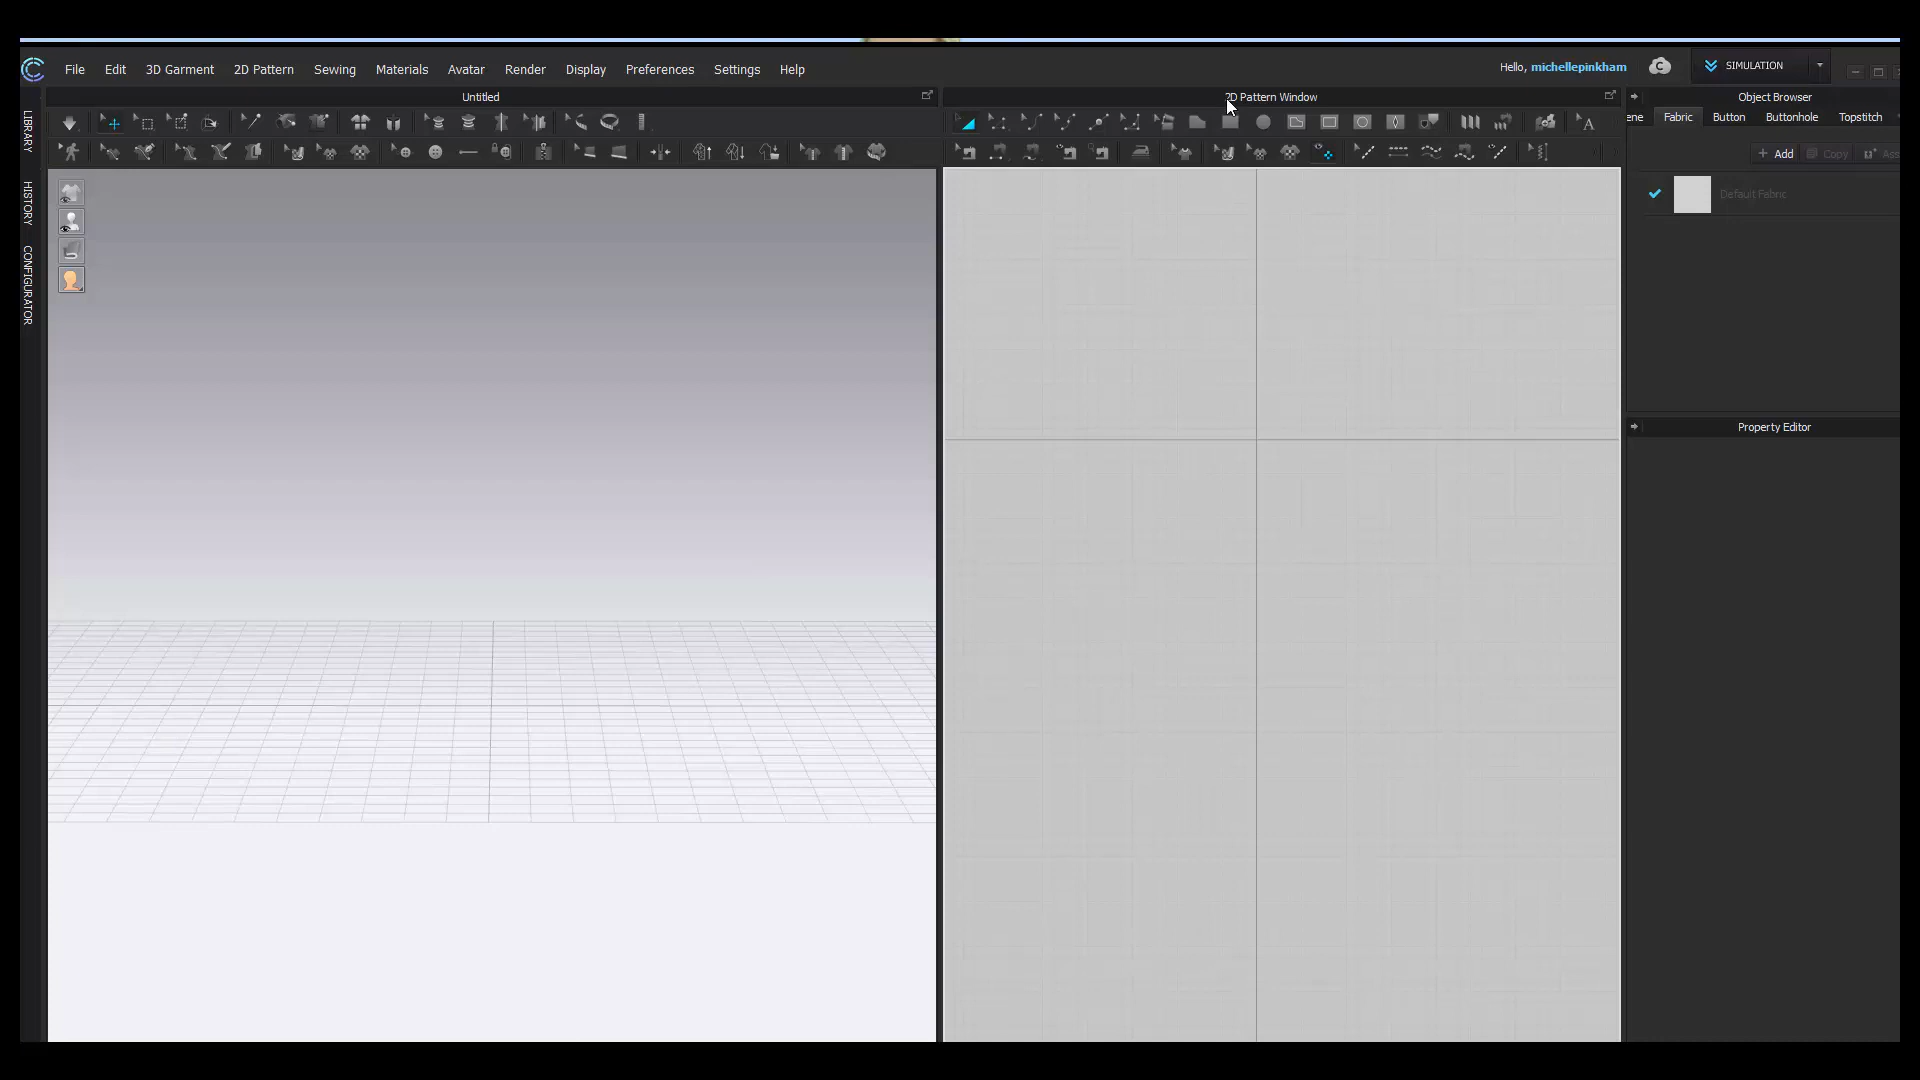 File Edit 3D Garment 2D Pattern Sewing Materials Avatar Render Display Preferences Settings Help
Hello, michellepinkham
SIMULATION
LIBRARY
HISTORY
CONFIGURATOR
Untitled
2D Pattern Window
Object Browser
ene Fabric Button Buttonhole Topstitch
+ Add Copy Ass
Default Fabric
Property Editor
A